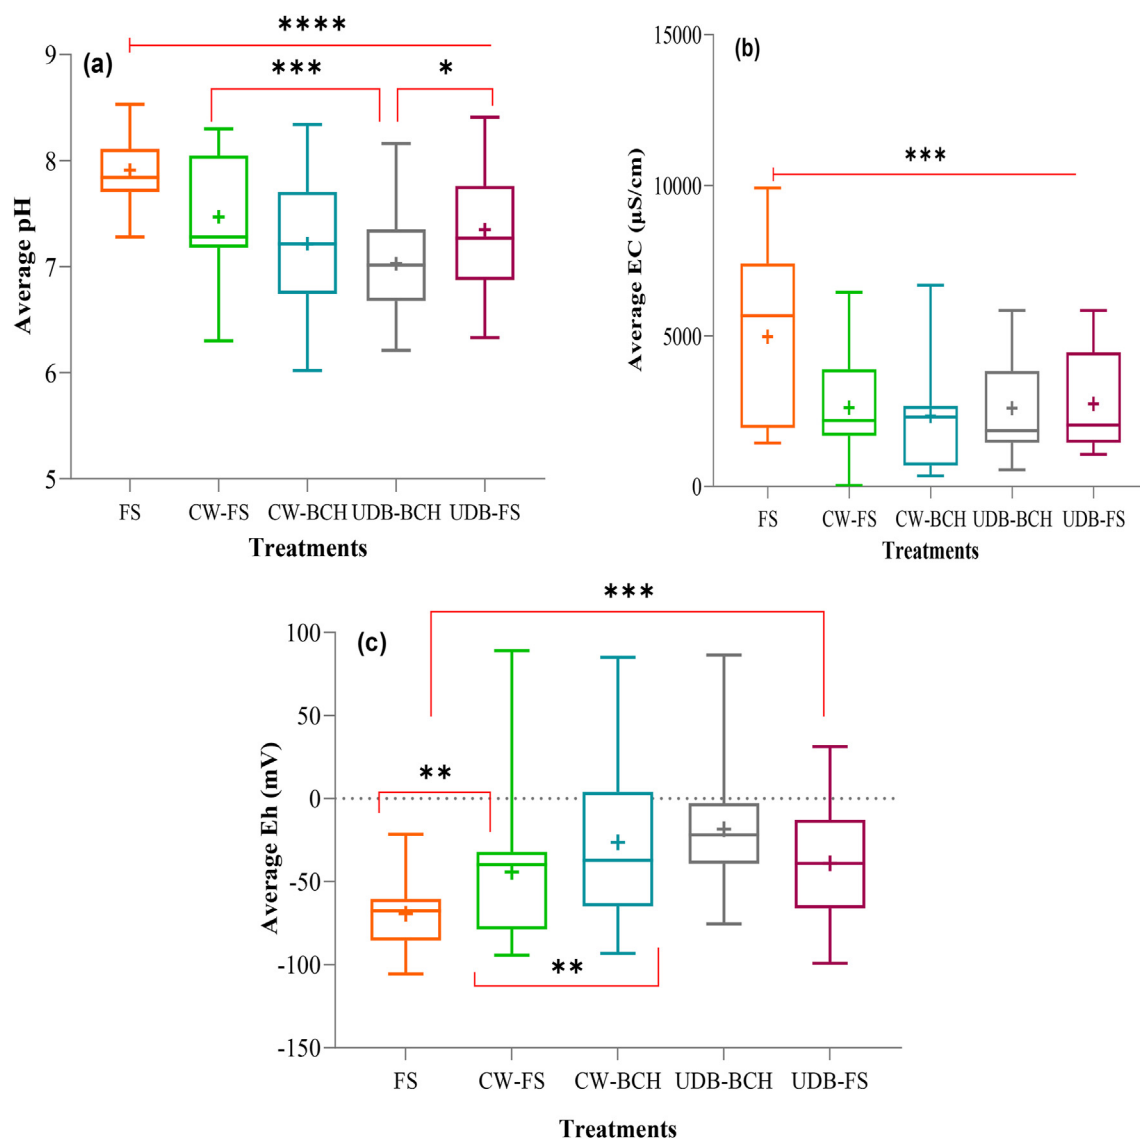 ****
(a)
***
*
9
8
7
6
5
Average pH
FS
CW-FS
CW-BCH
UDB-BCH
UDB-FS
Treatments
(b)
***
15000
10000
5000
0
Average EC (µS/cm)
FS
CW-FS
CW-BCH
UDB-BCH
UDB-FS
Treatments
***
(c)
**
**
100
50
0
-50
-100
-150
Average Eh (mV)
FS
CW-FS
CW-BCH
UDB-BCH
UDB-FS
Treatments